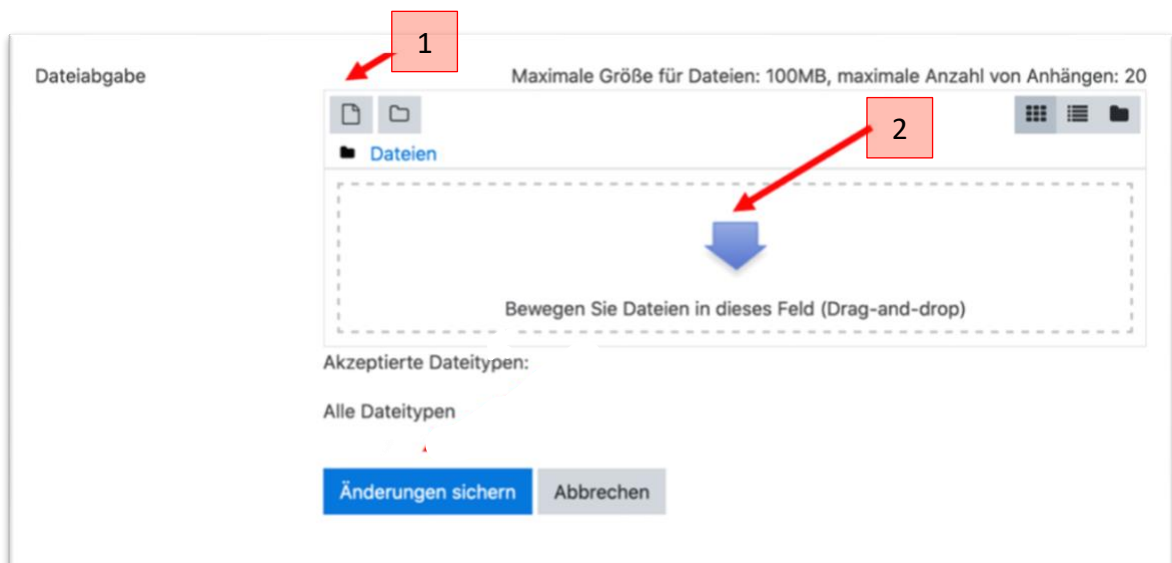 1
Dateiabgabe
Maximale Größe für Dateien: 100MB, maximale Anzahl von Anhängen: 20
2
Dateien
Bewegen Sie Dateien in dieses Feld (Drag-and-drop)
Akzeptierte Dateitypen:
Alle Dateitypen
Änderungen sichern
Abbrechen